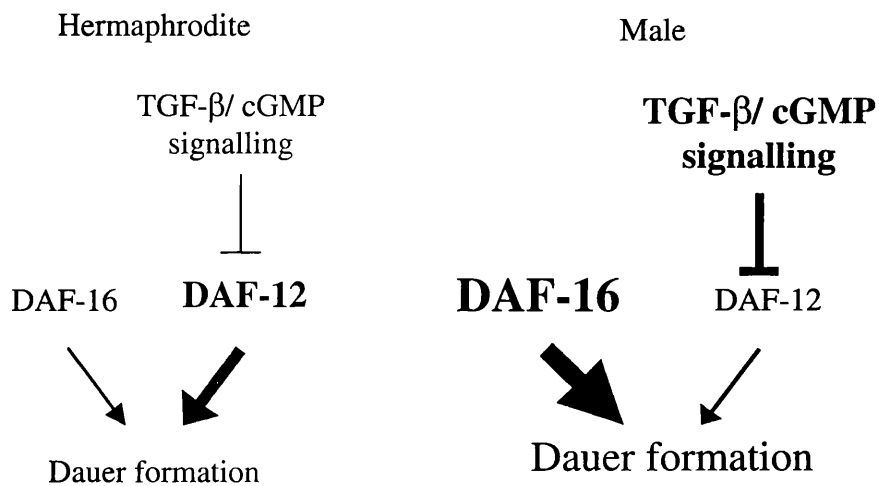 Hermaphrodite
TGF-β/ cGMP
signalling
DAF-16
DAF-12
Dauer formation
Male
TGF-β/ cGMP
signalling
DAF-16
DAF-12
Dauer formation